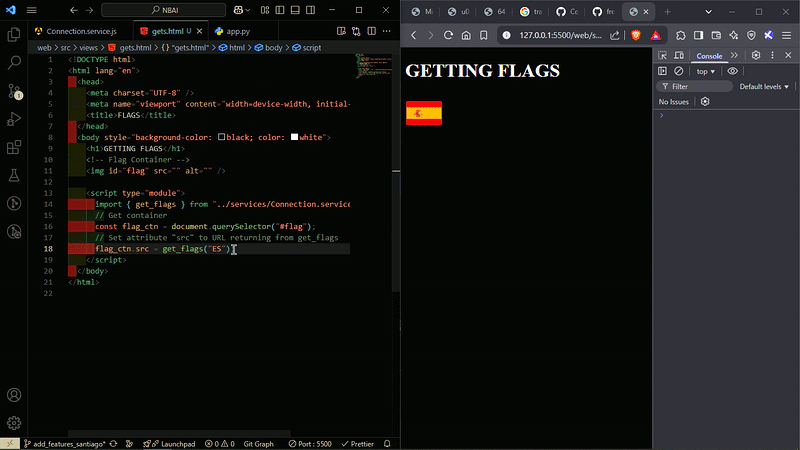 N8AI
Connection.service.js
gets.html U
app.py
web > src > views > gets.html > "gets.html" > html > body > script
1 <!DOCTYPE html>
2 <html lang="en">
3 <head>
4 <meta charset="UTF-8" />
5 <meta name="viewport" content="width=device-width, initial-
6 <title>FLAGS</title>
7 </head>
8 <body style="background-color: black; color: white">
9 <h1>GETTING FLAGS</h1>
10 <!-- Flag Container -->
11 <img id="flag" src="" alt="" />
12
13 <script type="module">
14 import { get_flags } from "../services/Connection.service
15 // Get container
16 const flag_ctn = document.querySelector("#flag");
17 // Set attribute "src" to URL returning from get_flags
18 flag_ctn.src = get_flags("ES")
19 </script>
20 </body>
21 </html>
22
add_features_santiago*
Launchpad
0 0
Git Graph
Port : 5500
Prettier
Mi
uD
64
tra
Co
frc
127.0.0.1:5500/web/s...
GETTING FLAGS
Console
top
Filter
Default levels
No Issues